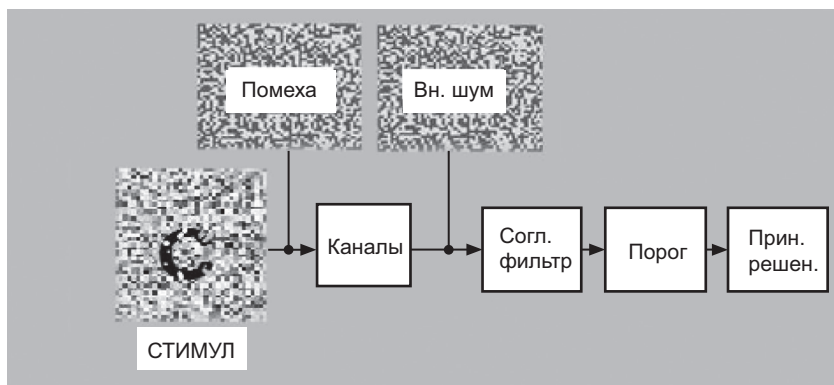 Помеха
Вн. шум
Каналы
Согл.
фильтр
Порог
Прин.
решен.
СТИМУЛ